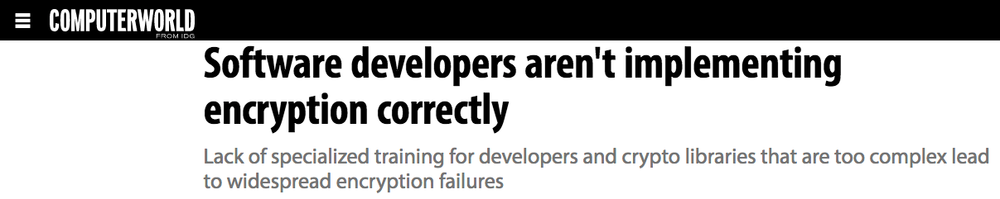 COMPUTERWORLD
FROM IDG
Software developers aren't implementing
encryption correctly
Lack of specialized training for developers and crypto libraries that are too complex lead
to widespread encryption failures